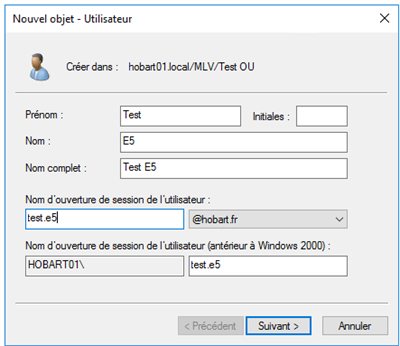 Nouvel objet - Utilisateur
Créer dans : hobart01.local/MLV/Test OU
Prénom : Test Initiales :
Nom : E5
Nom complet : Test E5
Nom d'ouverture de session de l'utilisateur :
test.e5 @hobart.fr
Nom d'ouverture de session de l'utilisateur (antérieur à Windows 2000) :
HOBART01\ test.e5
< Précédent Suivant > Annuler